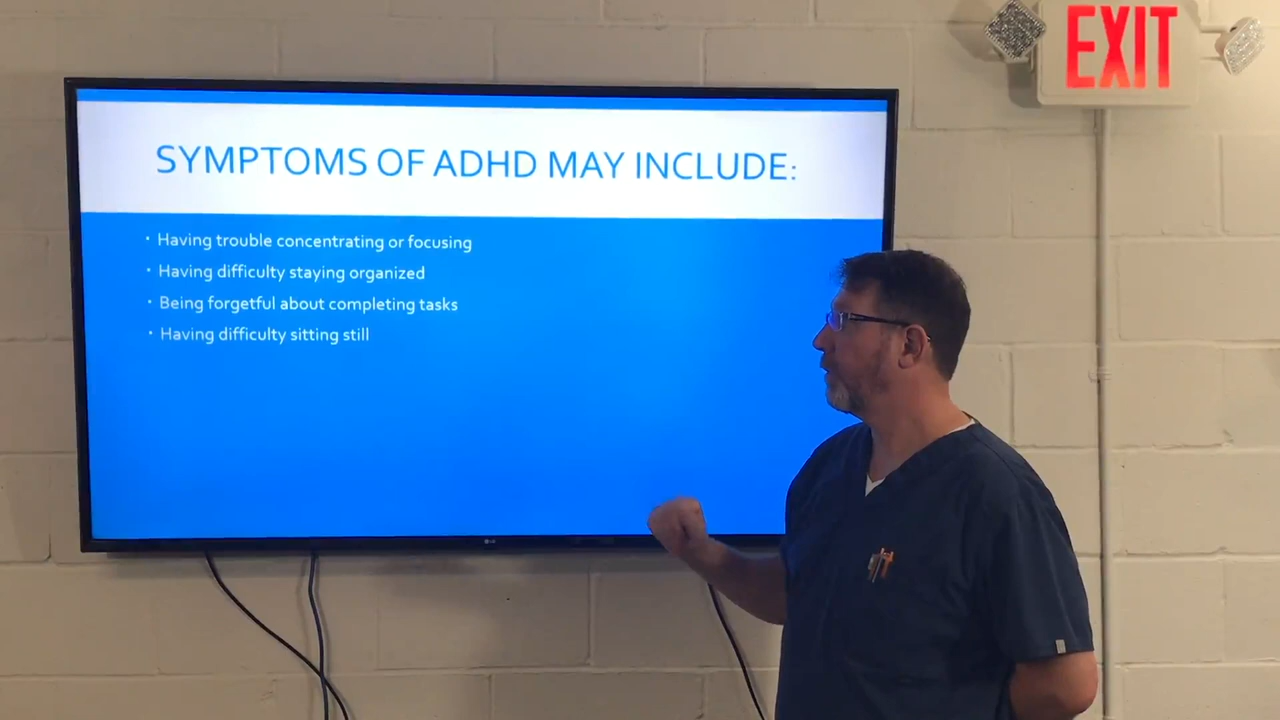 EXIT
SYMPTOMS OF ADHD MAY INCLUDE:
· Having trouble concentrating or focusing
· Having difficulty staying organized
· Being forgetful about completing tasks
· Having difficulty sitting still
LG